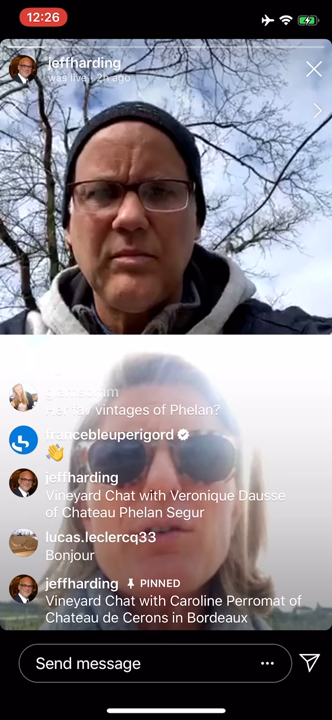 12:26
jeffharding
was live | 2h ago
Her fav vintages of Phelan?
francebleuperigord
jeffharding
Vineyard Chat with Veronique Dausse
of Chateau Phelan Segur
lucas.leclercq33
Bonjour
jeffharding PINNED
Vineyard Chat with Caroline Perromat of
Chateau de Cerons in Bordeaux
Send message